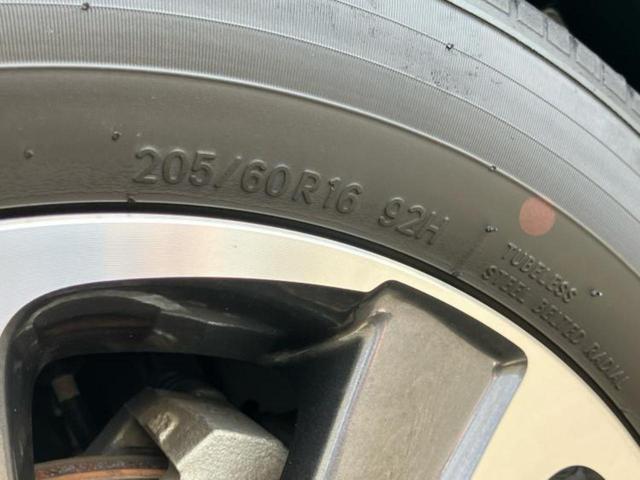 205/60R16 92H
TUBELESS
STEEL BELTED RADIAL